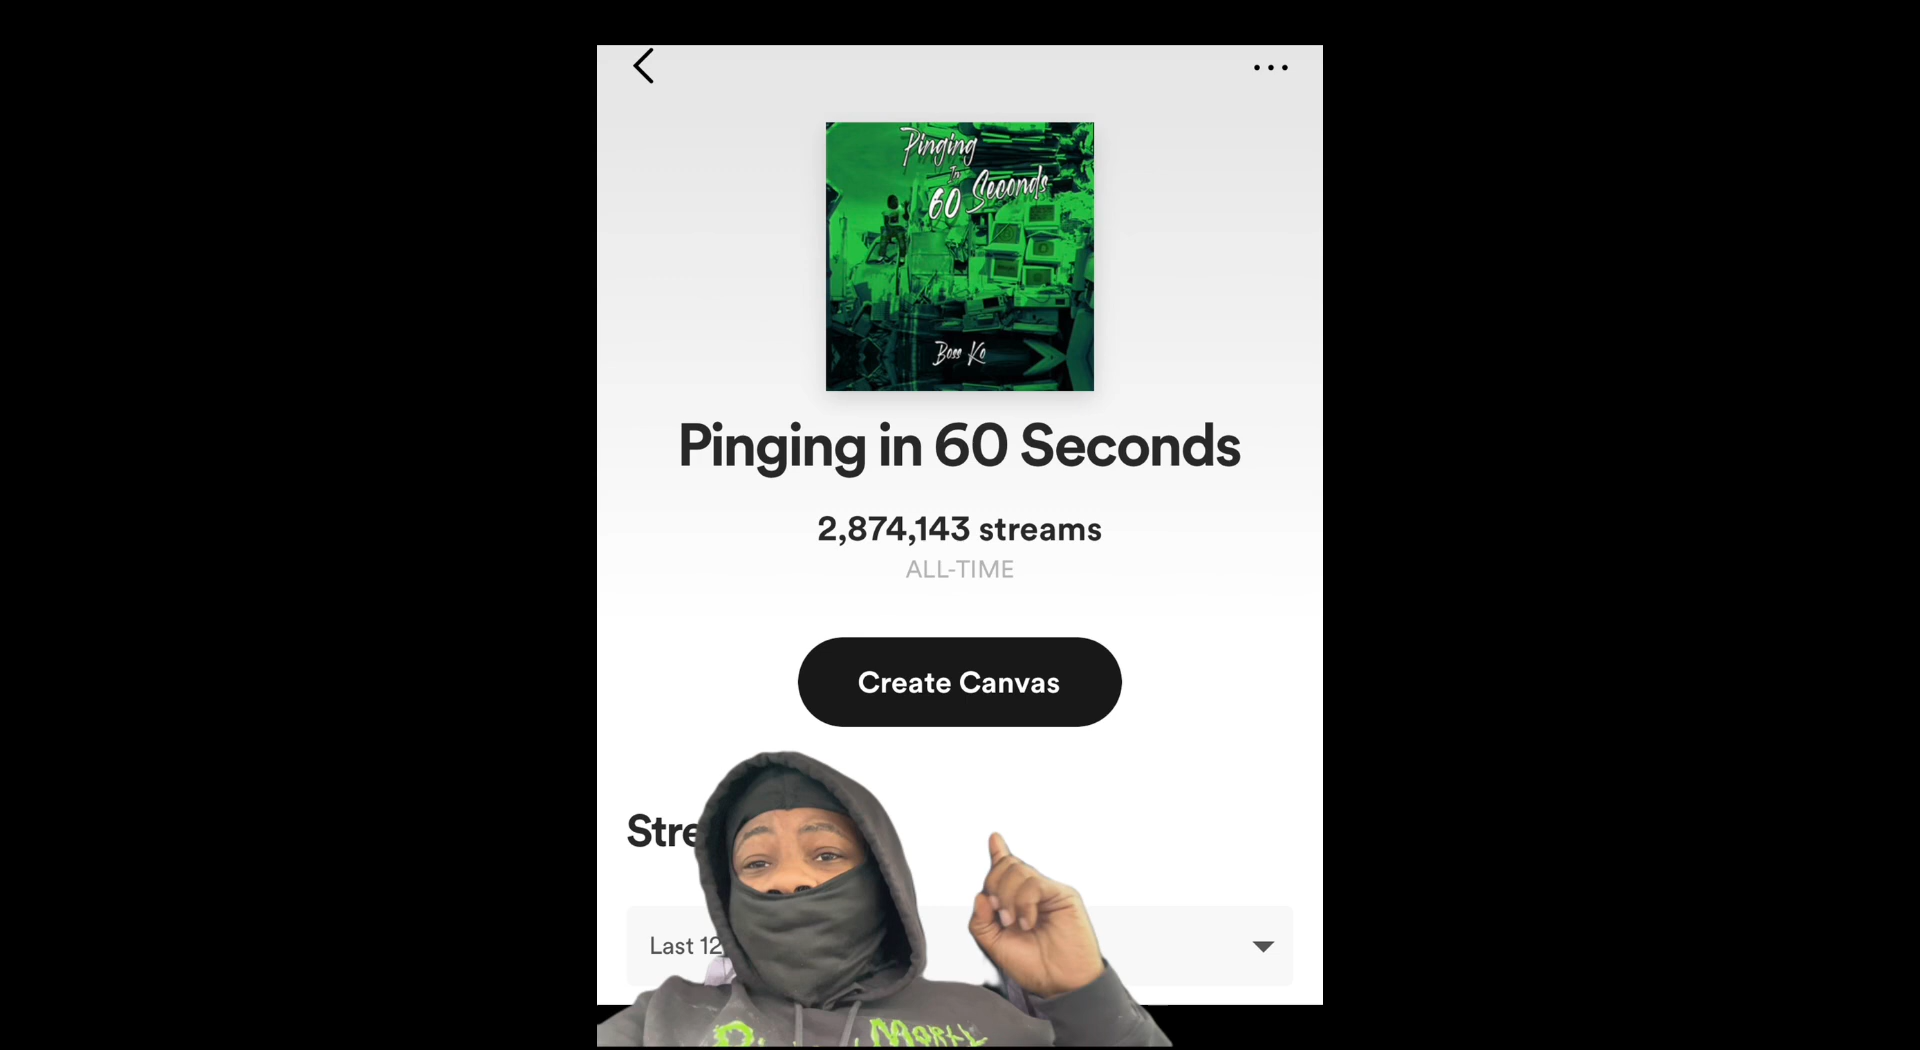 Pinging
In
60 Seconds
Boss Ko
Pinging in 60 Seconds
2,874,143 streams
ALL-TIME
Create Canvas
Stre
Last 12